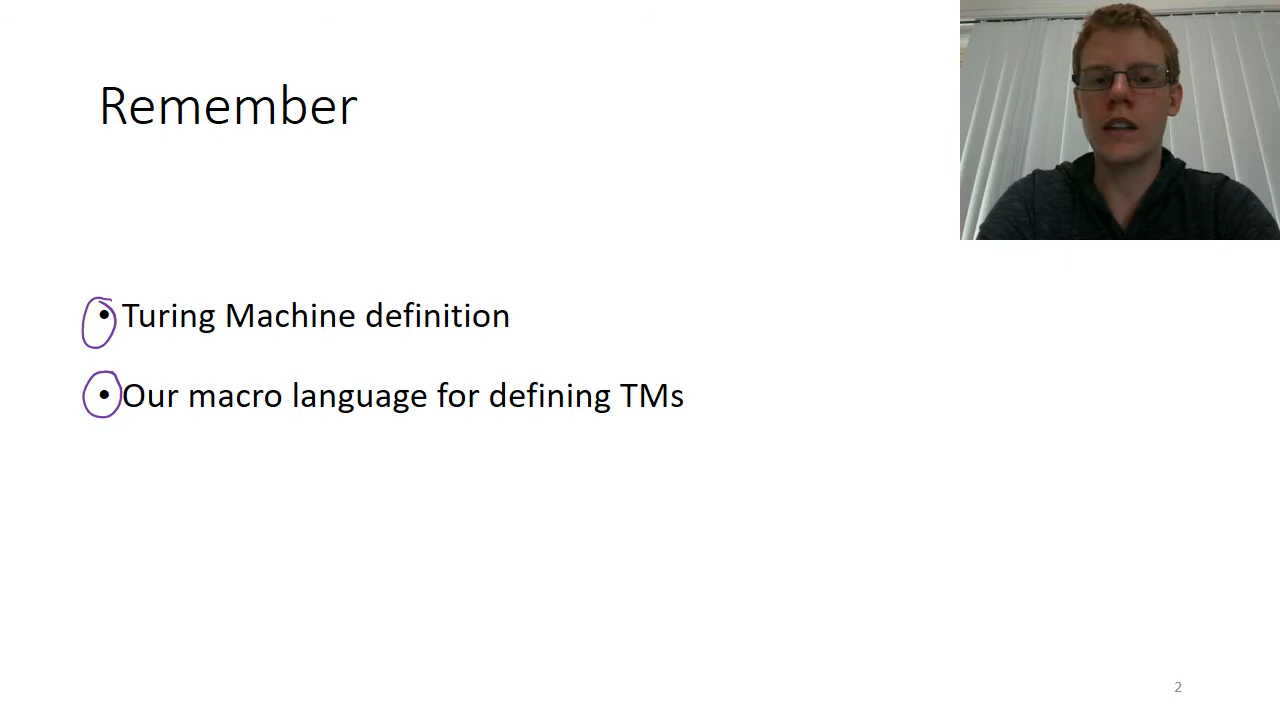 Remember
• Turing Machine definition
• Our macro language for defining TMs
2